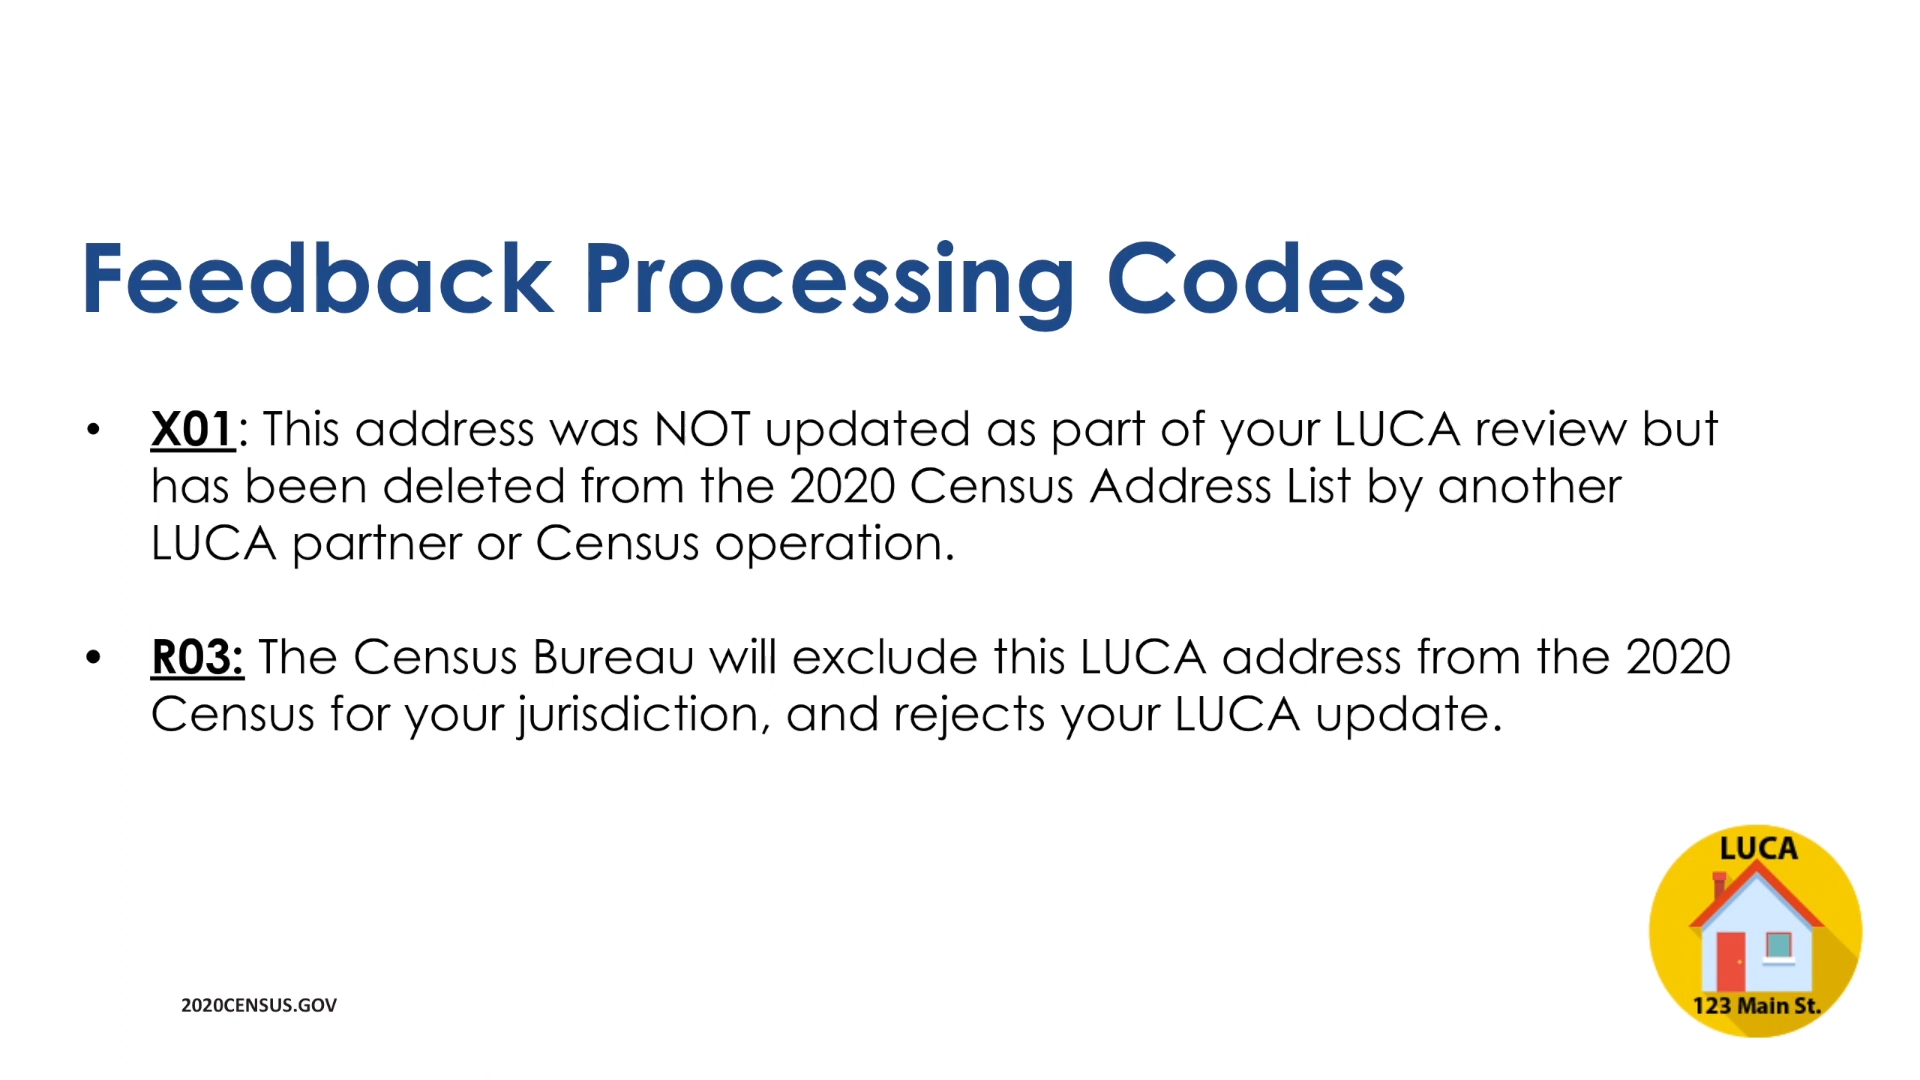 Feedback Processing Codes
• X01: This address was NOT updated as part of your LUCA review but
has been deleted from the 2020 Census Address List by another
LUCA partner or Census operation.
• R03: The Census Bureau will exclude this LUCA address from the 2020
Census for your jurisdiction, and rejects your LUCA update.
LUCA
123 Main St.
2020CENSUS.GOV